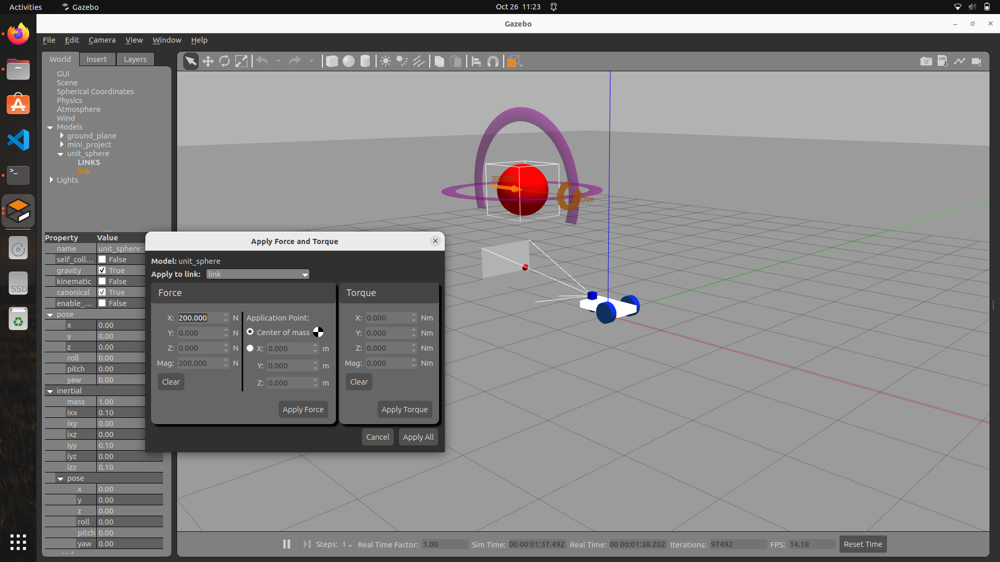 Activities
Gazebo
Oct 26 11:23
Gazebo
File Edit Camera View Window Help
World Insert Layers
GUI
Scene
Spherical Coordinates
Physics
Atmosphere
Wind
Models
ground_plane
mini_project
unit_sphere
LINKS
link
Lights
LOG
200.000N
SSD
>_
Property Value
name unit_sphere::
self_coll... False
gravity True
kinematic False
canonical True
enable_... False
pose
x 0.00
y 0.00
z 0.00
roll 0.00
pitch 0.00
yaw 0.00
inertial
mass 1.00
ixx 0.10
ixy 0.00
ixz 0.00
iyy 0.10
iyz 0.00
izz 0.10
pose
x 0.00
y 0.00
z 0.00
roll 0.00
pitch 0.00
yaw 0.00
Apply Force and Torque
Model: unit_sphere
Apply to link: link
Force
X: 200.000 N
Y: 0.000 N
Z: 0.000 N
Mag: 200.000 N
Clear
Application Point:
Center of mass
X: 0.000 m
Y: 0.000 m
Z: 0.000 m
Apply Force
Torque
X: 0.000 Nm
Y: 0.000 Nm
Z: 0.000 Nm
Mag: 0.000 Nm
Clear
Apply Torque
Cancel Apply All
Steps: 1 Real Time Factor: 1.00 Sim Time: 00 00:01:37.492 Real Time: 00 00:01:38.202 Iterations: 97492 FPS: 14.18 Reset Time